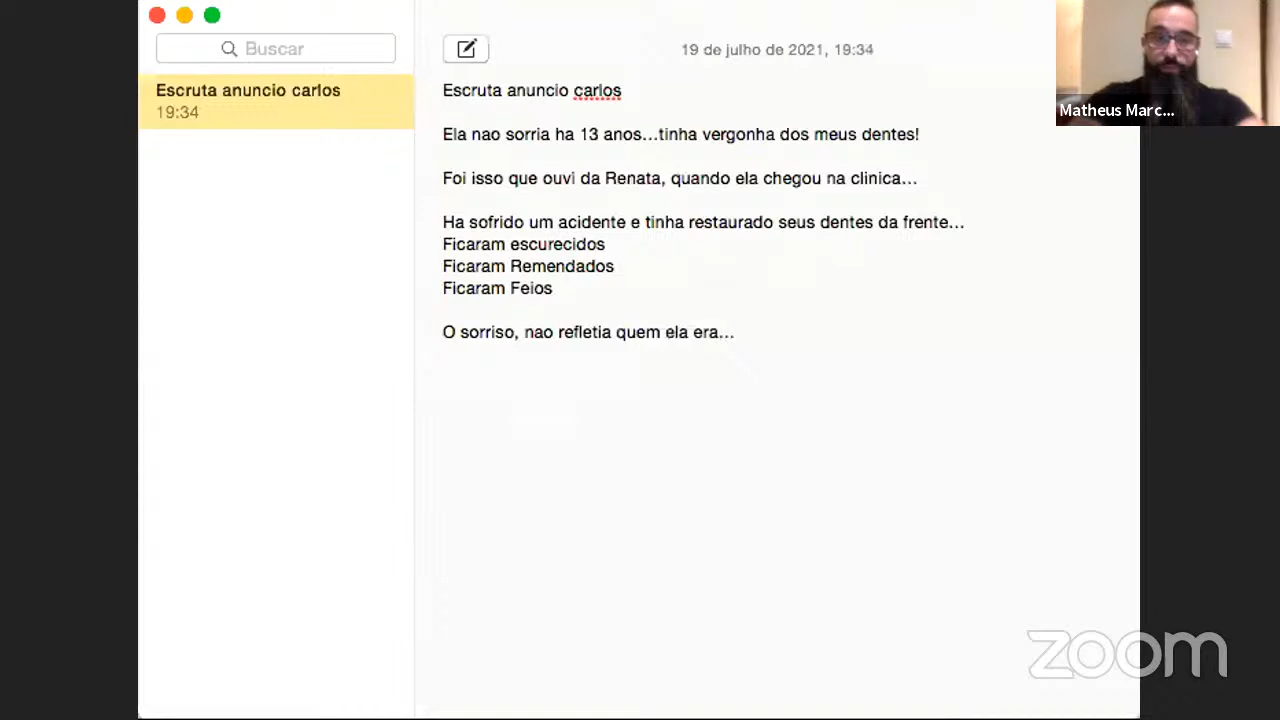 Buscar
19 de julho de 2021, 19:34
Matheus Marc...
Escruta anuncio carlos
19:34
Escruta anuncio carlos
Ela nao sorria ha 13 anos...tinha vergonha dos meus dentes!
Foi isso que ouvi da Renata, quando ela chegou na clinica...
Ha sofrido um acidente e tinha restaurado seus dentes da frente...
Ficaram escurecidos
Ficaram Remendados
Ficaram Feios
O sorriso, nao refletia quem ela era...
zoom